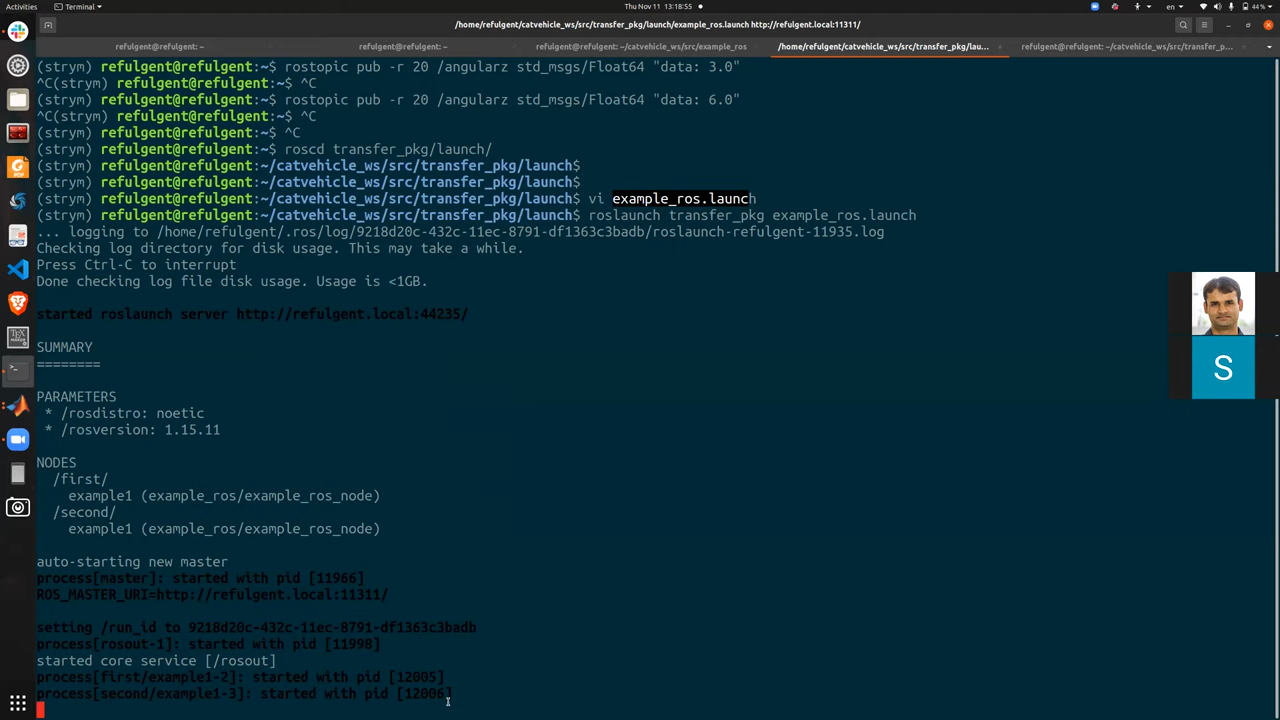 Activities
Terminal
Thu Nov 11 13:18:55
en
44%
/home/refulgent/catvehicle_ws/src/transfer_pkg/launch/example_ros.launch http://refulgent.local:11311/
refulgent@refulgent: ~
refulgent@refulgent: ~
refulgent@refulgent: ~/catvehicle_ws/src/example_ros
/home/refulgent/catvehicle_ws/src/transfer_pkg/lau...
refulgent@refulgent: ~/catvehicle_ws/src/transfer_p...
(strym) refulgent@refulgent:~$ rostopic pub -r 20 /angularz std_msgs/Float64 "data: 3.0"
^C(strym) refulgent@refulgent:~$ ^C
(strym) refulgent@refulgent:~$ rostopic pub -r 20 /angularz std_msgs/Float64 "data: 6.0"
^C(strym) refulgent@refulgent:~$ ^C
(strym) refulgent@refulgent:~$ ^C
(strym) refulgent@refulgent:~$ roscd transfer_pkg/launch/
(strym) refulgent@refulgent:~/catvehicle_ws/src/transfer_pkg/launch$
(strym) refulgent@refulgent:~/catvehicle_ws/src/transfer_pkg/launch$
(strym) refulgent@refulgent:~/catvehicle_ws/src/transfer_pkg/launch$ vi example_ros.launch
(strym) refulgent@refulgent:~/catvehicle_ws/src/transfer_pkg/launch$ roslaunch transfer_pkg example_ros.launch
... logging to /home/refulgent/.ros/log/9218d20c-432c-11ec-8791-df1363c3badb/roslaunch-refulgent-11935.log
Checking log directory for disk usage. This may take a while.
Press Ctrl-C to interrupt
Done checking log file disk usage. Usage is <1GB.
started roslaunch server http://refulgent.local:44235/
SUMMARY
========
PARAMETERS
* /rosdistro: noetic
* /rosversion: 1.15.11
NODES
/first/
example1 (example_ros/example_ros_node)
/second/
example1 (example_ros/example_ros_node)
auto-starting new master
process[master]: started with pid [11966]
ROS_MASTER_URI=http://refulgent.local:11311/
setting /run_id to 9218d20c-432c-11ec-8791-df1363c3badb
process[rosout-1]: started with pid [11998]
started core service [/rosout]
process[first/example1-2]: started with pid [12005]
process[second/example1-3]: started with pid [12006]
S